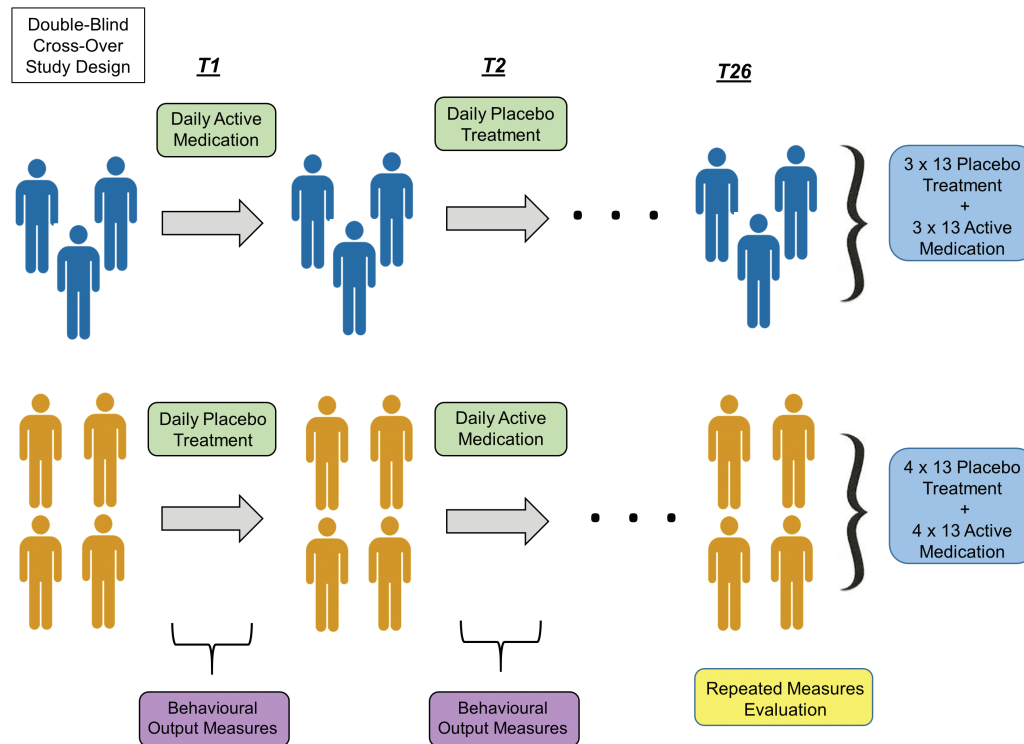 Double-Blind
Cross-Over
Study Design
T1
T2
T26
Daily Active
Medication
Daily Placebo
Treatment
3 x 13 Placebo
Treatment
+
3 x 13 Active
Medication
Daily Placebo
Treatment
Daily Active
Medication
4 x 13 Placebo
Treatment
+
4 x 13 Active
Medication
Behavioural
Output Measures
Behavioural
Output Measures
Repeated Measures
Evaluation